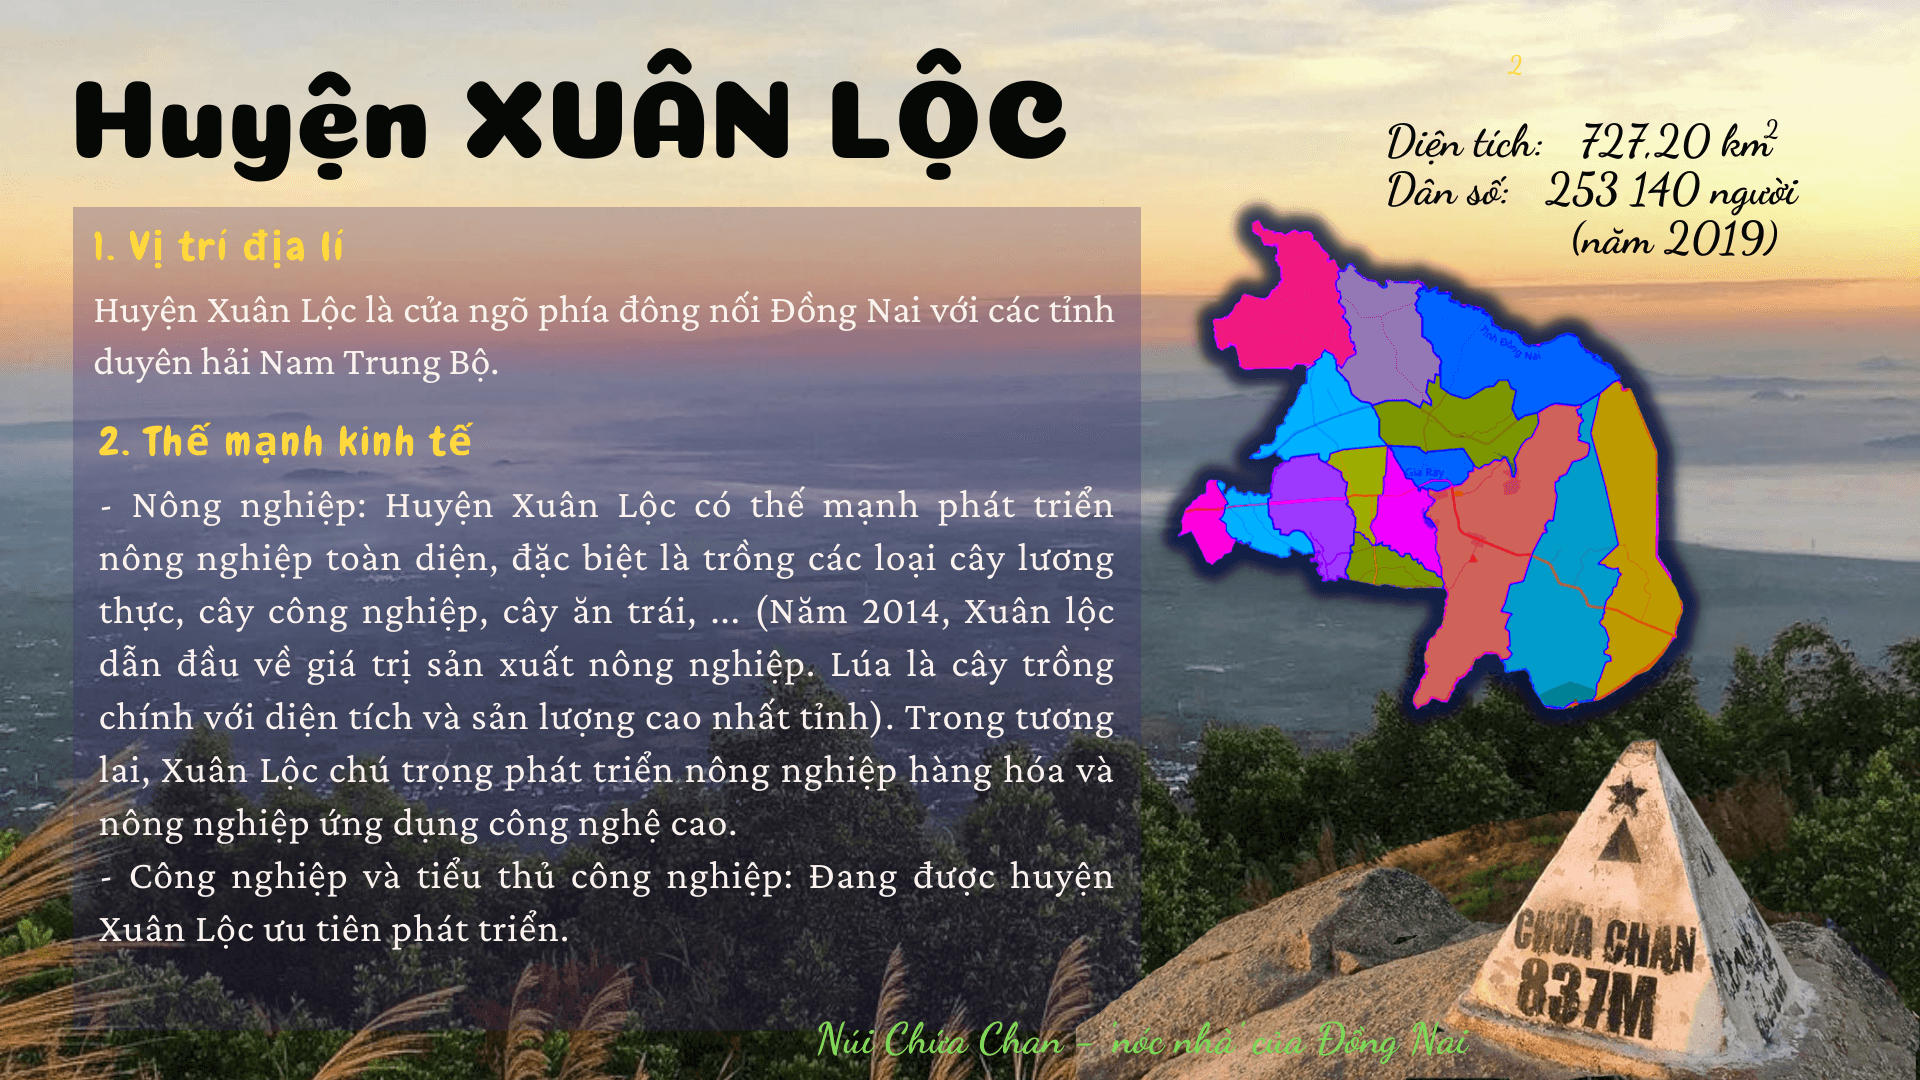 Huyện XUÂN LỘC
2
Diện tích: 727,20 km²
Dân số: 253 140 người
(năm 2019)
1. Vị trí địa lí
Huyện Xuân Lộc là cửa ngõ phía đông nối Đồng Nai với các tỉnh
duyên hải Nam Trung Bộ.
2. Thế mạnh kinh tế
- Nông nghiệp: Huyện Xuân Lộc có thế mạnh phát triển
nông nghiệp toàn diện, đặc biệt là trồng các loại cây lương
thực, cây công nghiệp, cây ăn trái, ... (Năm 2014, Xuân lộc
dẫn đầu về giá trị sản xuất nông nghiệp. Lúa là cây trồng
chính với diện tích và sản lượng cao nhất tỉnh). Trong tương
lai, Xuân Lộc chú trọng phát triển nông nghiệp hàng hóa và
nông nghiệp ứng dụng công nghệ cao.
- Công nghiệp và tiểu thủ công nghiệp: Đang được huyện
Xuân Lộc ưu tiên phát triển.
Tỉnh Đồng Nai
Gia Ray
CHỨA CHAN
837M
Núi Chứa Chan - "nóc nhà" của Đồng Nai